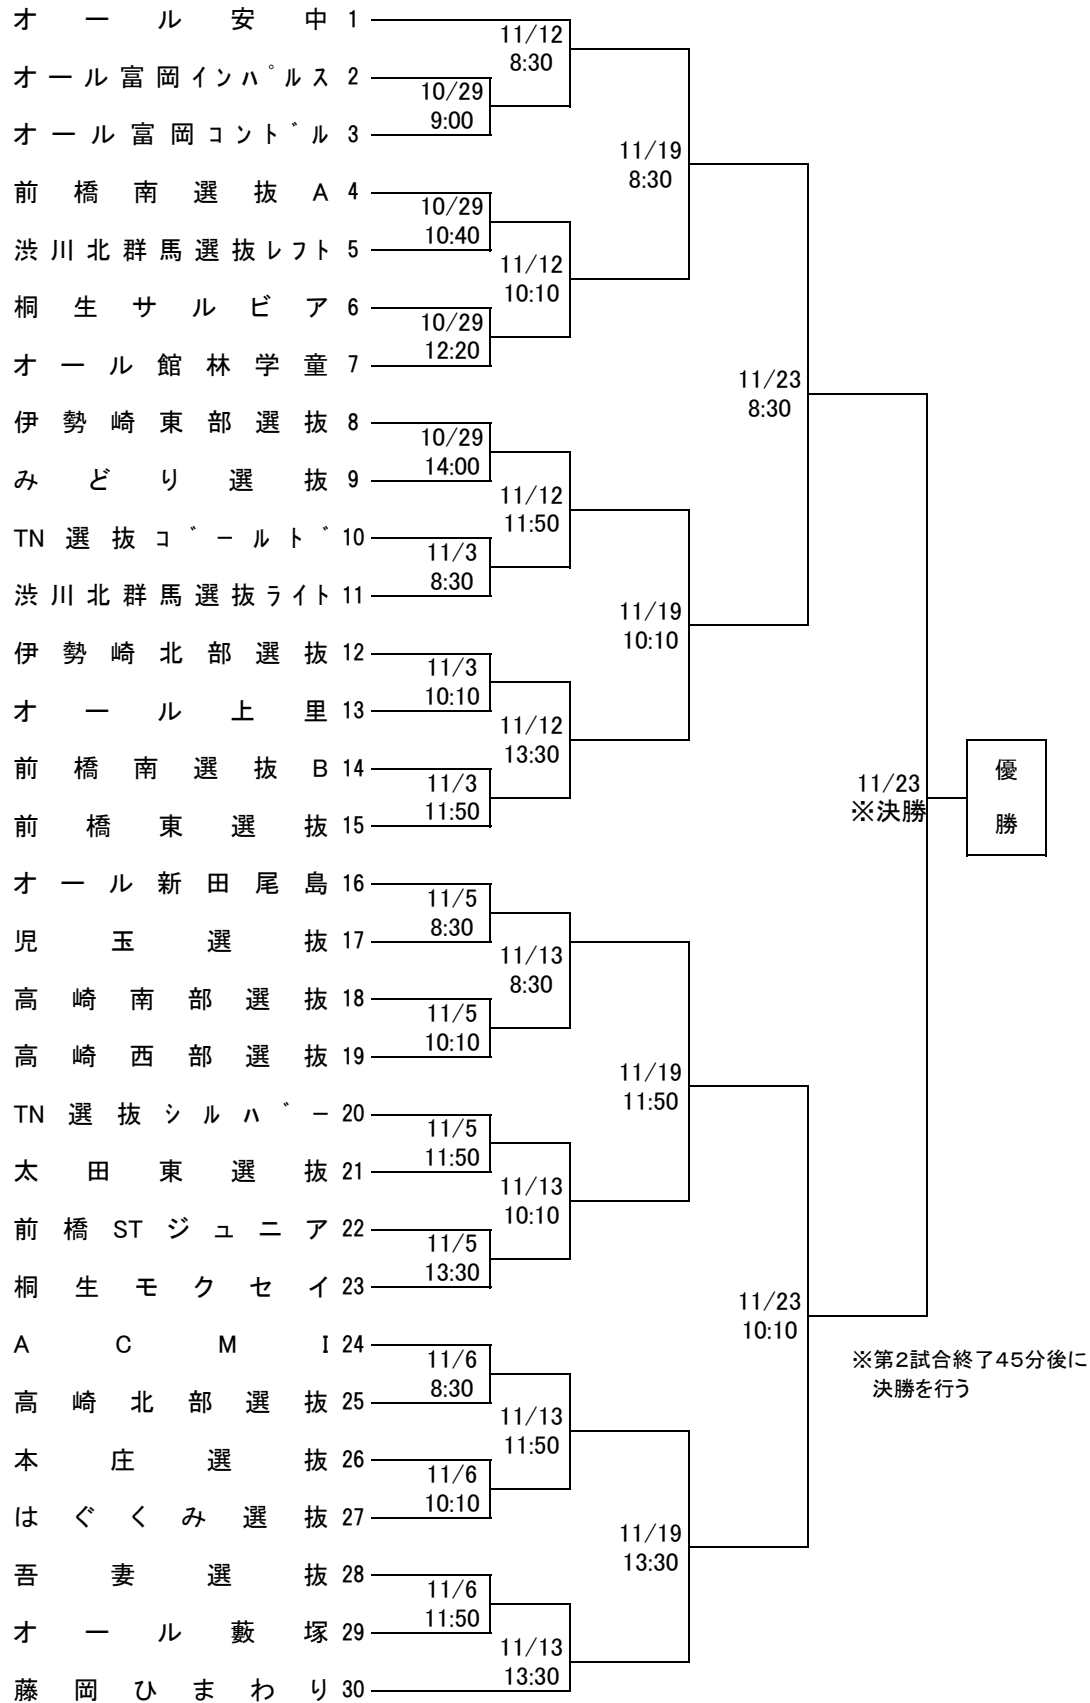 オール安中 1
11/12
8:30
オール富岡インパルス 2
10/29
9:00
オール富岡コンドル 3
11/19
8:30
前橋南選抜A 4
10/29
10:40
渋川北群馬選抜レフト 5
11/12
10:10
桐生サルビア 6
10/29
12:20
オール館林学童 7
11/23
8:30
伊勢崎東部選抜 8
10/29
14:00
みどり選抜 9
11/12
11:50
TN選抜ゴールド 10
11/3
8:30
渋川北群馬選抜ライト 11
11/19
10:10
伊勢崎北部選抜 12
11/3
10:10
オール上里 13
11/12
13:30
前橋南選抜B 14
11/3
11:50
前橋東選抜 15
11/23
※決勝
優
勝
オール新田尾島 16
11/5
8:30
児玉選抜 17
11/13
8:30
高崎南部選抜 18
11/5
10:10
高崎西部選抜 19
11/19
11:50
TN選抜シルバー 20
11/5
11:50
太田東選抜 21
11/13
10:10
前橋STジュニア 22
11/5
13:30
桐生モクセイ 23
11/23
10:10
ACMI 24
11/6
8:30
※第2試合終了45分後に
決勝を行う
高崎北部選抜 25
11/13
11:50
本庄選抜 26
11/6
10:10
はぐくみ選抜 27
11/19
13:30
吾妻選抜 28
11/6
11:50
オール藪塚 29
11/13
13:30
藤岡ひまわり 30